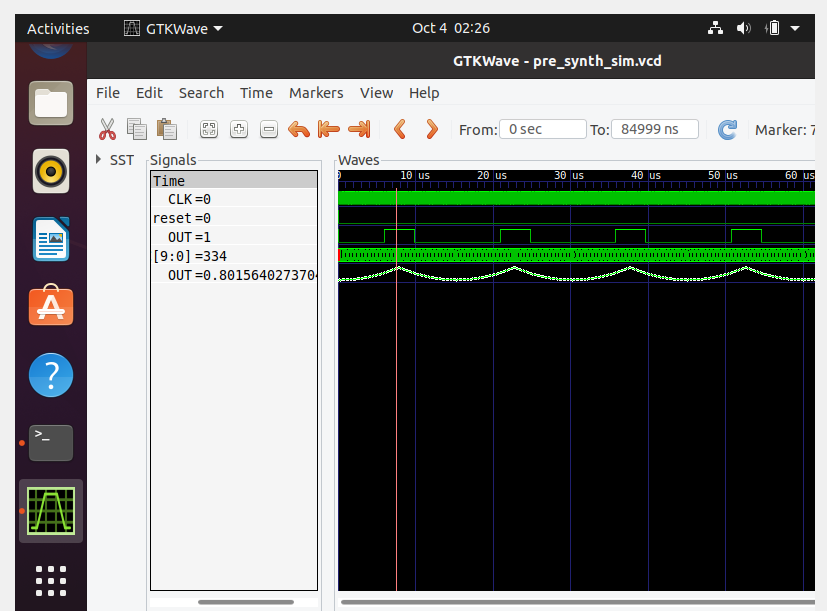 Activities GTKWave Oct 4 02:26
GTKWave - pre_synth_sim.vcd
File Edit Search Time Markers View Help
From: 0 sec To: 84999 ns Marker: 7
SST Signals Waves
Time 0 10 us 20 us 30 us 40 us 50 us 60 us
CLK=0
reset=0
OUT=1
[9:0]=334
OUT=0.8015640273704